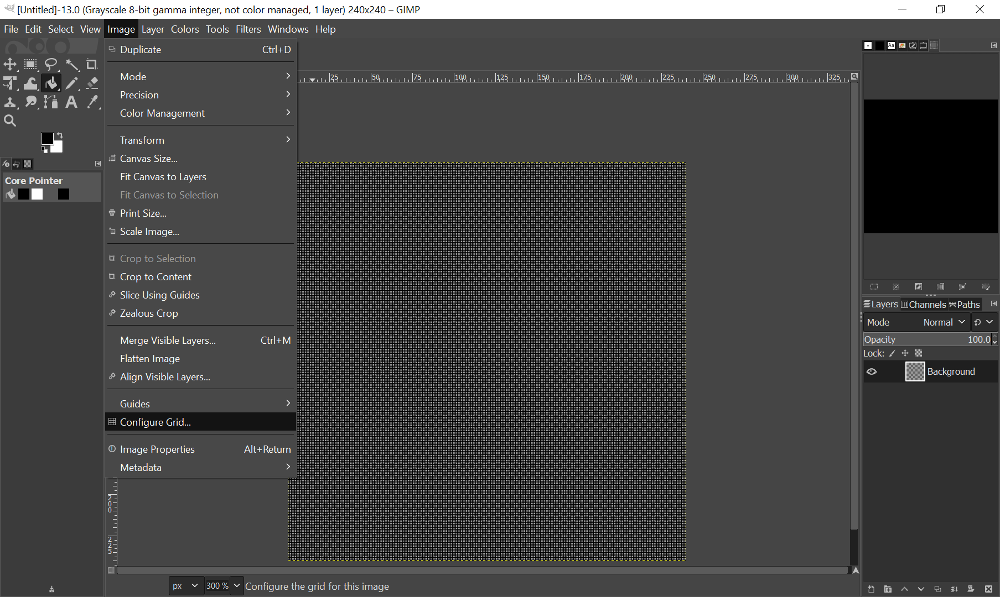 [Untitled]-13.0 (Grayscale 8-bit gamma integer, not color managed, 1 layer) 240x240 – GIMP
File Edit Select View Image Layer Colors Tools Filters Windows Help
Duplicate Ctrl+D
Mode
Precision
Color Management
Transform
Canvas Size...
Fit Canvas to Layers
Fit Canvas to Selection
Print Size...
Scale Image...
Crop to Selection
Crop to Content
Slice Using Guides
Zealous Crop
Merge Visible Layers... Ctrl+M
Flatten Image
Align Visible Layers...
Guides
Configure Grid...
Image Properties Alt+Return
Metadata
Core Pointer
25 50 75 100 125 150 175 200 225 250 275 300 325
200
225
Aa
Layers Channels Paths
Mode Normal
Opacity 100.0
Lock:
Background
px 300 % Configure the grid for this image